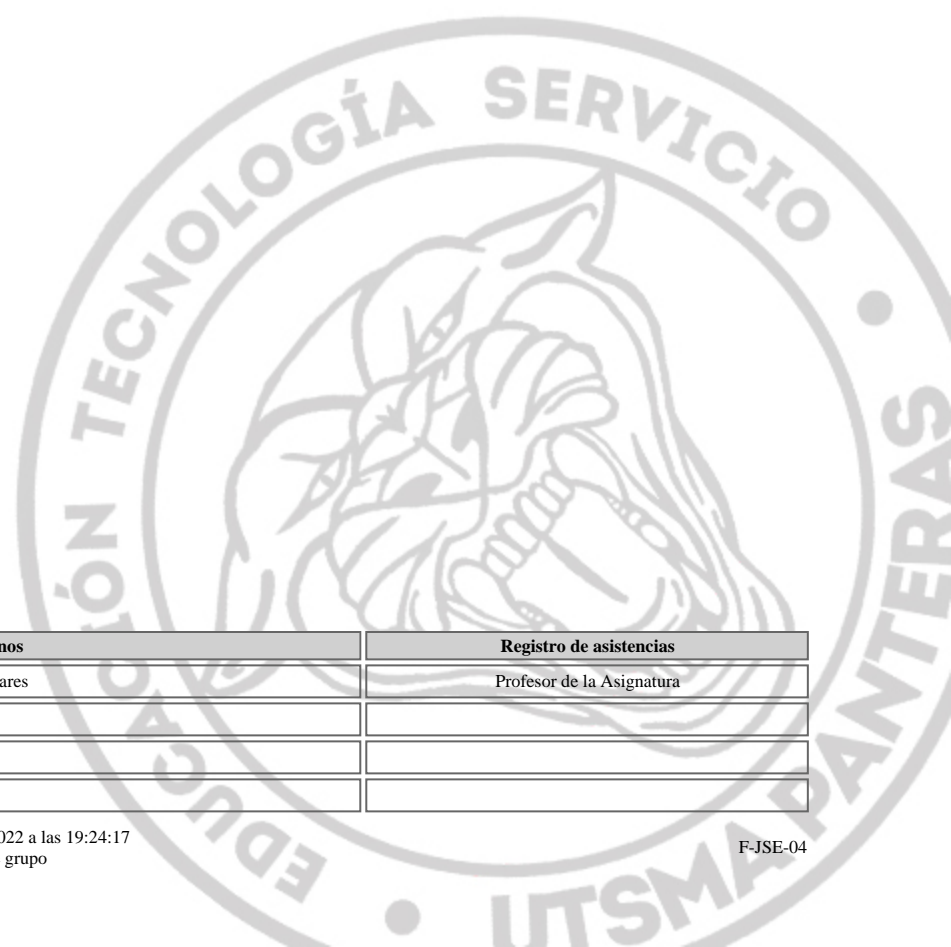 EDUCACIÓN TECNOLOGÍA SERVICIO • UTSMA PANTERAS •
nos Registro de asistencias
ares Profesor de la Asignatura
022 a las 19:24:17
grupo F-JSE-04